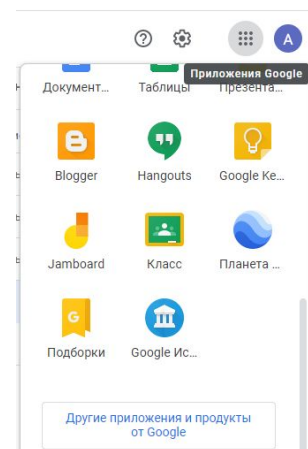 A
Приложения Google
Документ... Таблицы Презента...
Blogger Hangouts Google Ke...
Jamboard Класс Планета ...
G
Подборки Google Ис...
Другие приложения и продукты
от Google